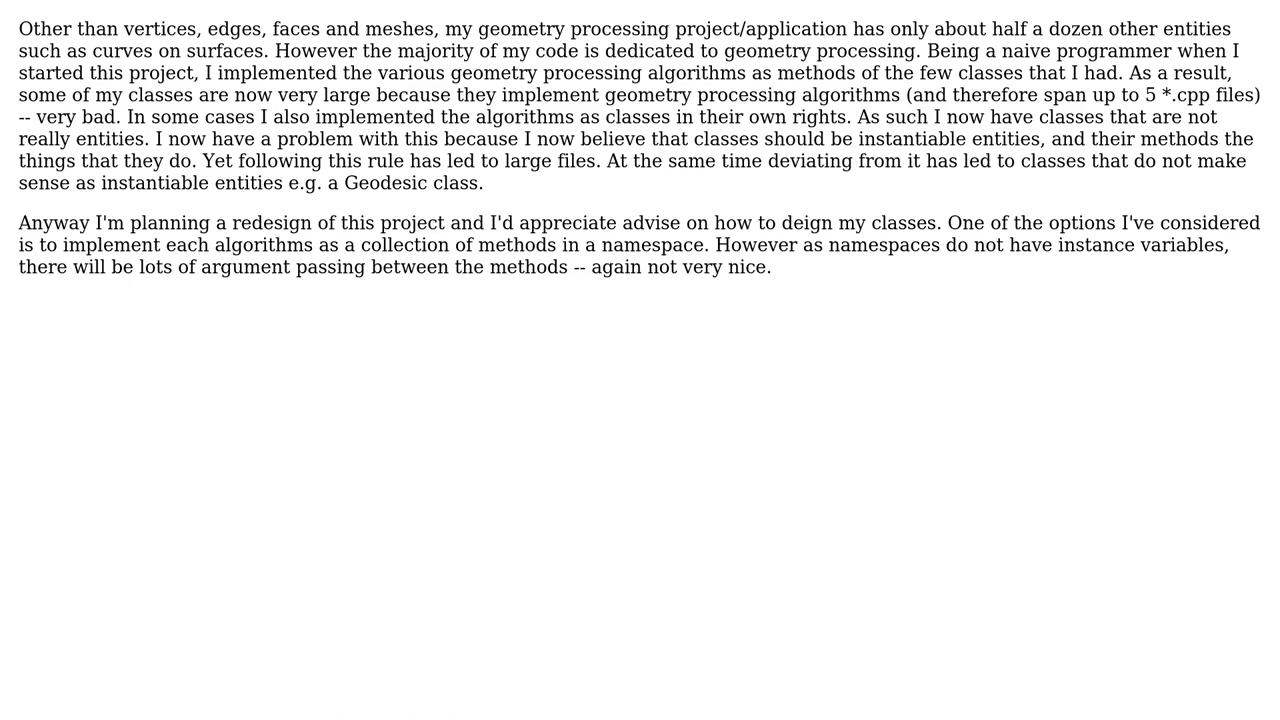 Other than vertices, edges, faces and meshes, my geometry processing project/application has only about half a dozen other entities
such as curves on surfaces. However the majority of my code is dedicated to geometry processing. Being a naive programmer when I
started this project, I implemented the various geometry processing algorithms as methods of the few classes that I had. As a result,
some of my classes are now very large because they implement geometry processing algorithms (and therefore span up to 5 *.cpp files)
-- very bad. In some cases I also implemented the algorithms as classes in their own rights. As such I now have classes that are not
really entities. I now have a problem with this because I now believe that classes should be instantiable entities, and their methods the
things that they do. Yet following this rule has led to large files. At the same time deviating from it has led to classes that do not make
sense as instantiable entities e.g. a Geodesic class.
Anyway I'm planning a redesign of this project and I'd appreciate advise on how to deign my classes. One of the options I've considered
is to implement each algorithms as a collection of methods in a namespace. However as namespaces do not have instance variables,
there will be lots of argument passing between the methods -- again not very nice.